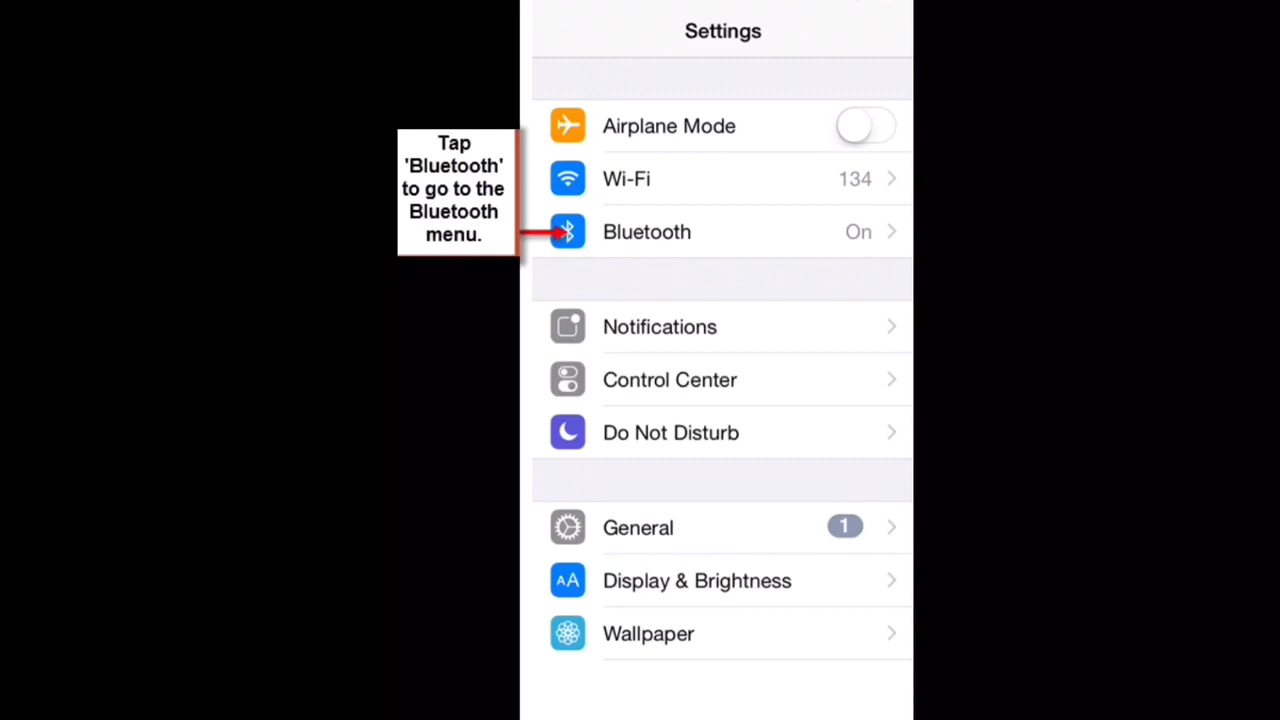 Settings
Airplane Mode
Tap
'Bluetooth'
to go to the
Bluetooth
menu.
Wi-Fi 134
Bluetooth On
Notifications
Control Center
Do Not Disturb
General 1
AA Display & Brightness
Wallpaper